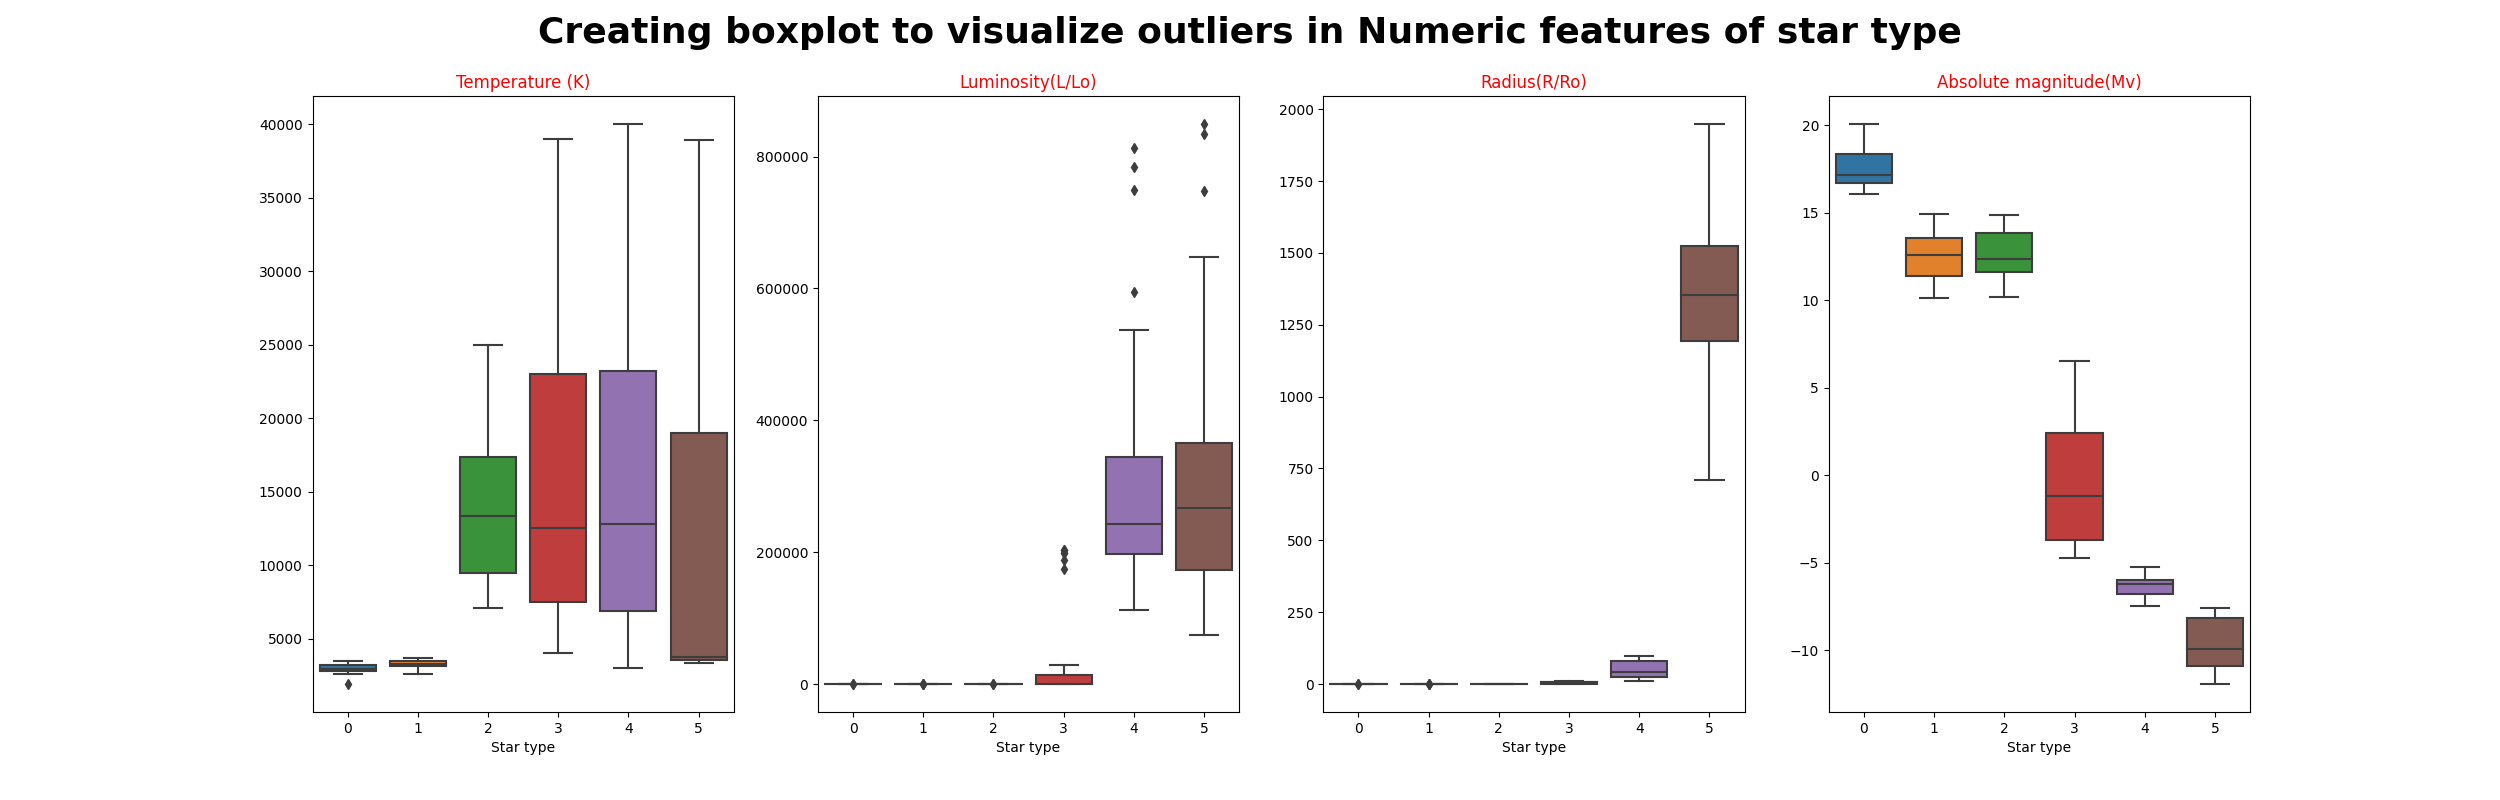 Creating boxplot to visualize outliers in Numeric features of star type
Temperature (K)
40000
35000
30000
25000
20000
15000
10000
5000
0 1 2 3 4 5
Star type
Luminosity(L/Lo)
800000
600000
400000
200000
0
0 1 2 3 4 5
Star type
Radius(R/Ro)
2000
1750
1500
1250
1000
750
500
250
0
0 1 2 3 4 5
Star type
Absolute magnitude(Mv)
20
15
10
5
0
−5
−10
0 1 2 3 4 5
Star type